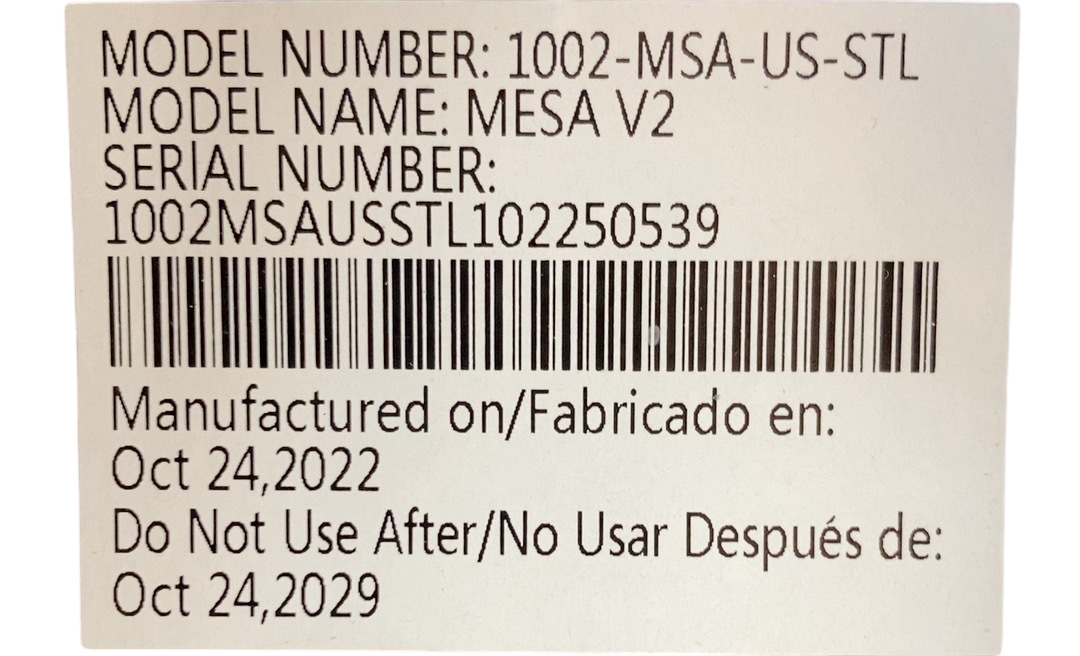 MODEL NUMBER: 1002-MSA-US-STL
MODEL NAME: MESA V2
SERIAL NUMBER:
1002MSAUSSTL102250539
Manufactured on/Fabricado en:
Oct 24,2022
Do Not Use After/No Usar Después de:
Oct 24,2029